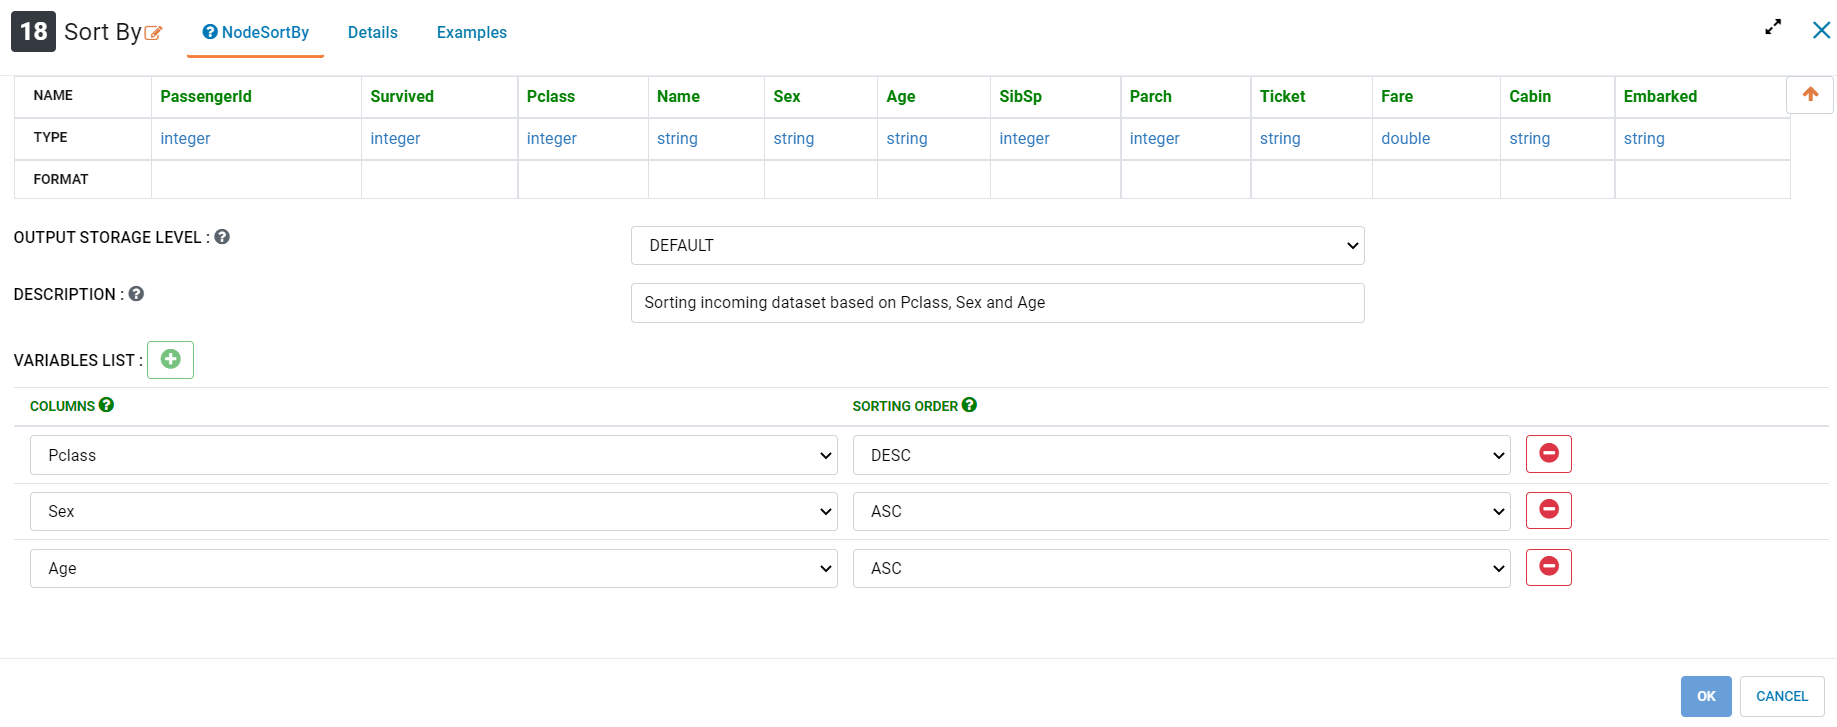 18 Sort By NodeSortBy Details Examples
NAME PassengerId Survived Pclass Name Sex Age SibSp Parch Ticket Fare Cabin Embarked
TYPE integer integer integer string string string integer integer string double string string
FORMAT
OUTPUT STORAGE LEVEL : DEFAULT
DESCRIPTION : Sorting incoming dataset based on Pclass, Sex and Age
VARIABLES LIST :
COLUMNS SORTING ORDER
Pclass DESC
Sex ASC
Age ASC
OK CANCEL